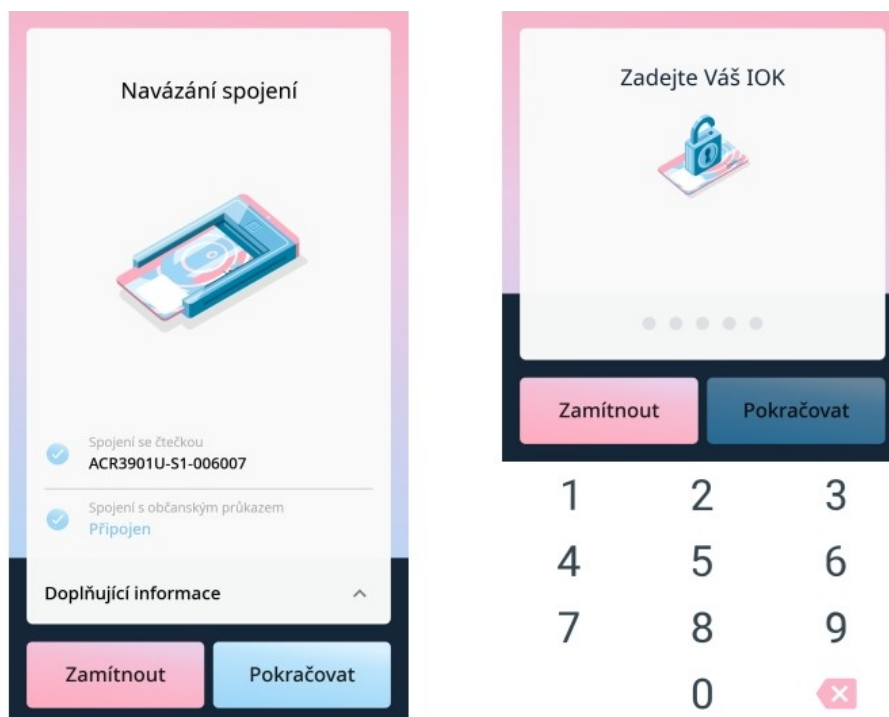 Navázání spojení
Spojení se čtečkou
ACR3901U-S1-006007
Spojení s občanským průkazem
Připojen
Doplňující informace
Zamítnout
Pokračovat
Zadejte Váš IOK
Zamítnout
Pokračovat
1 2 3
4 5 6
7 8 9
0